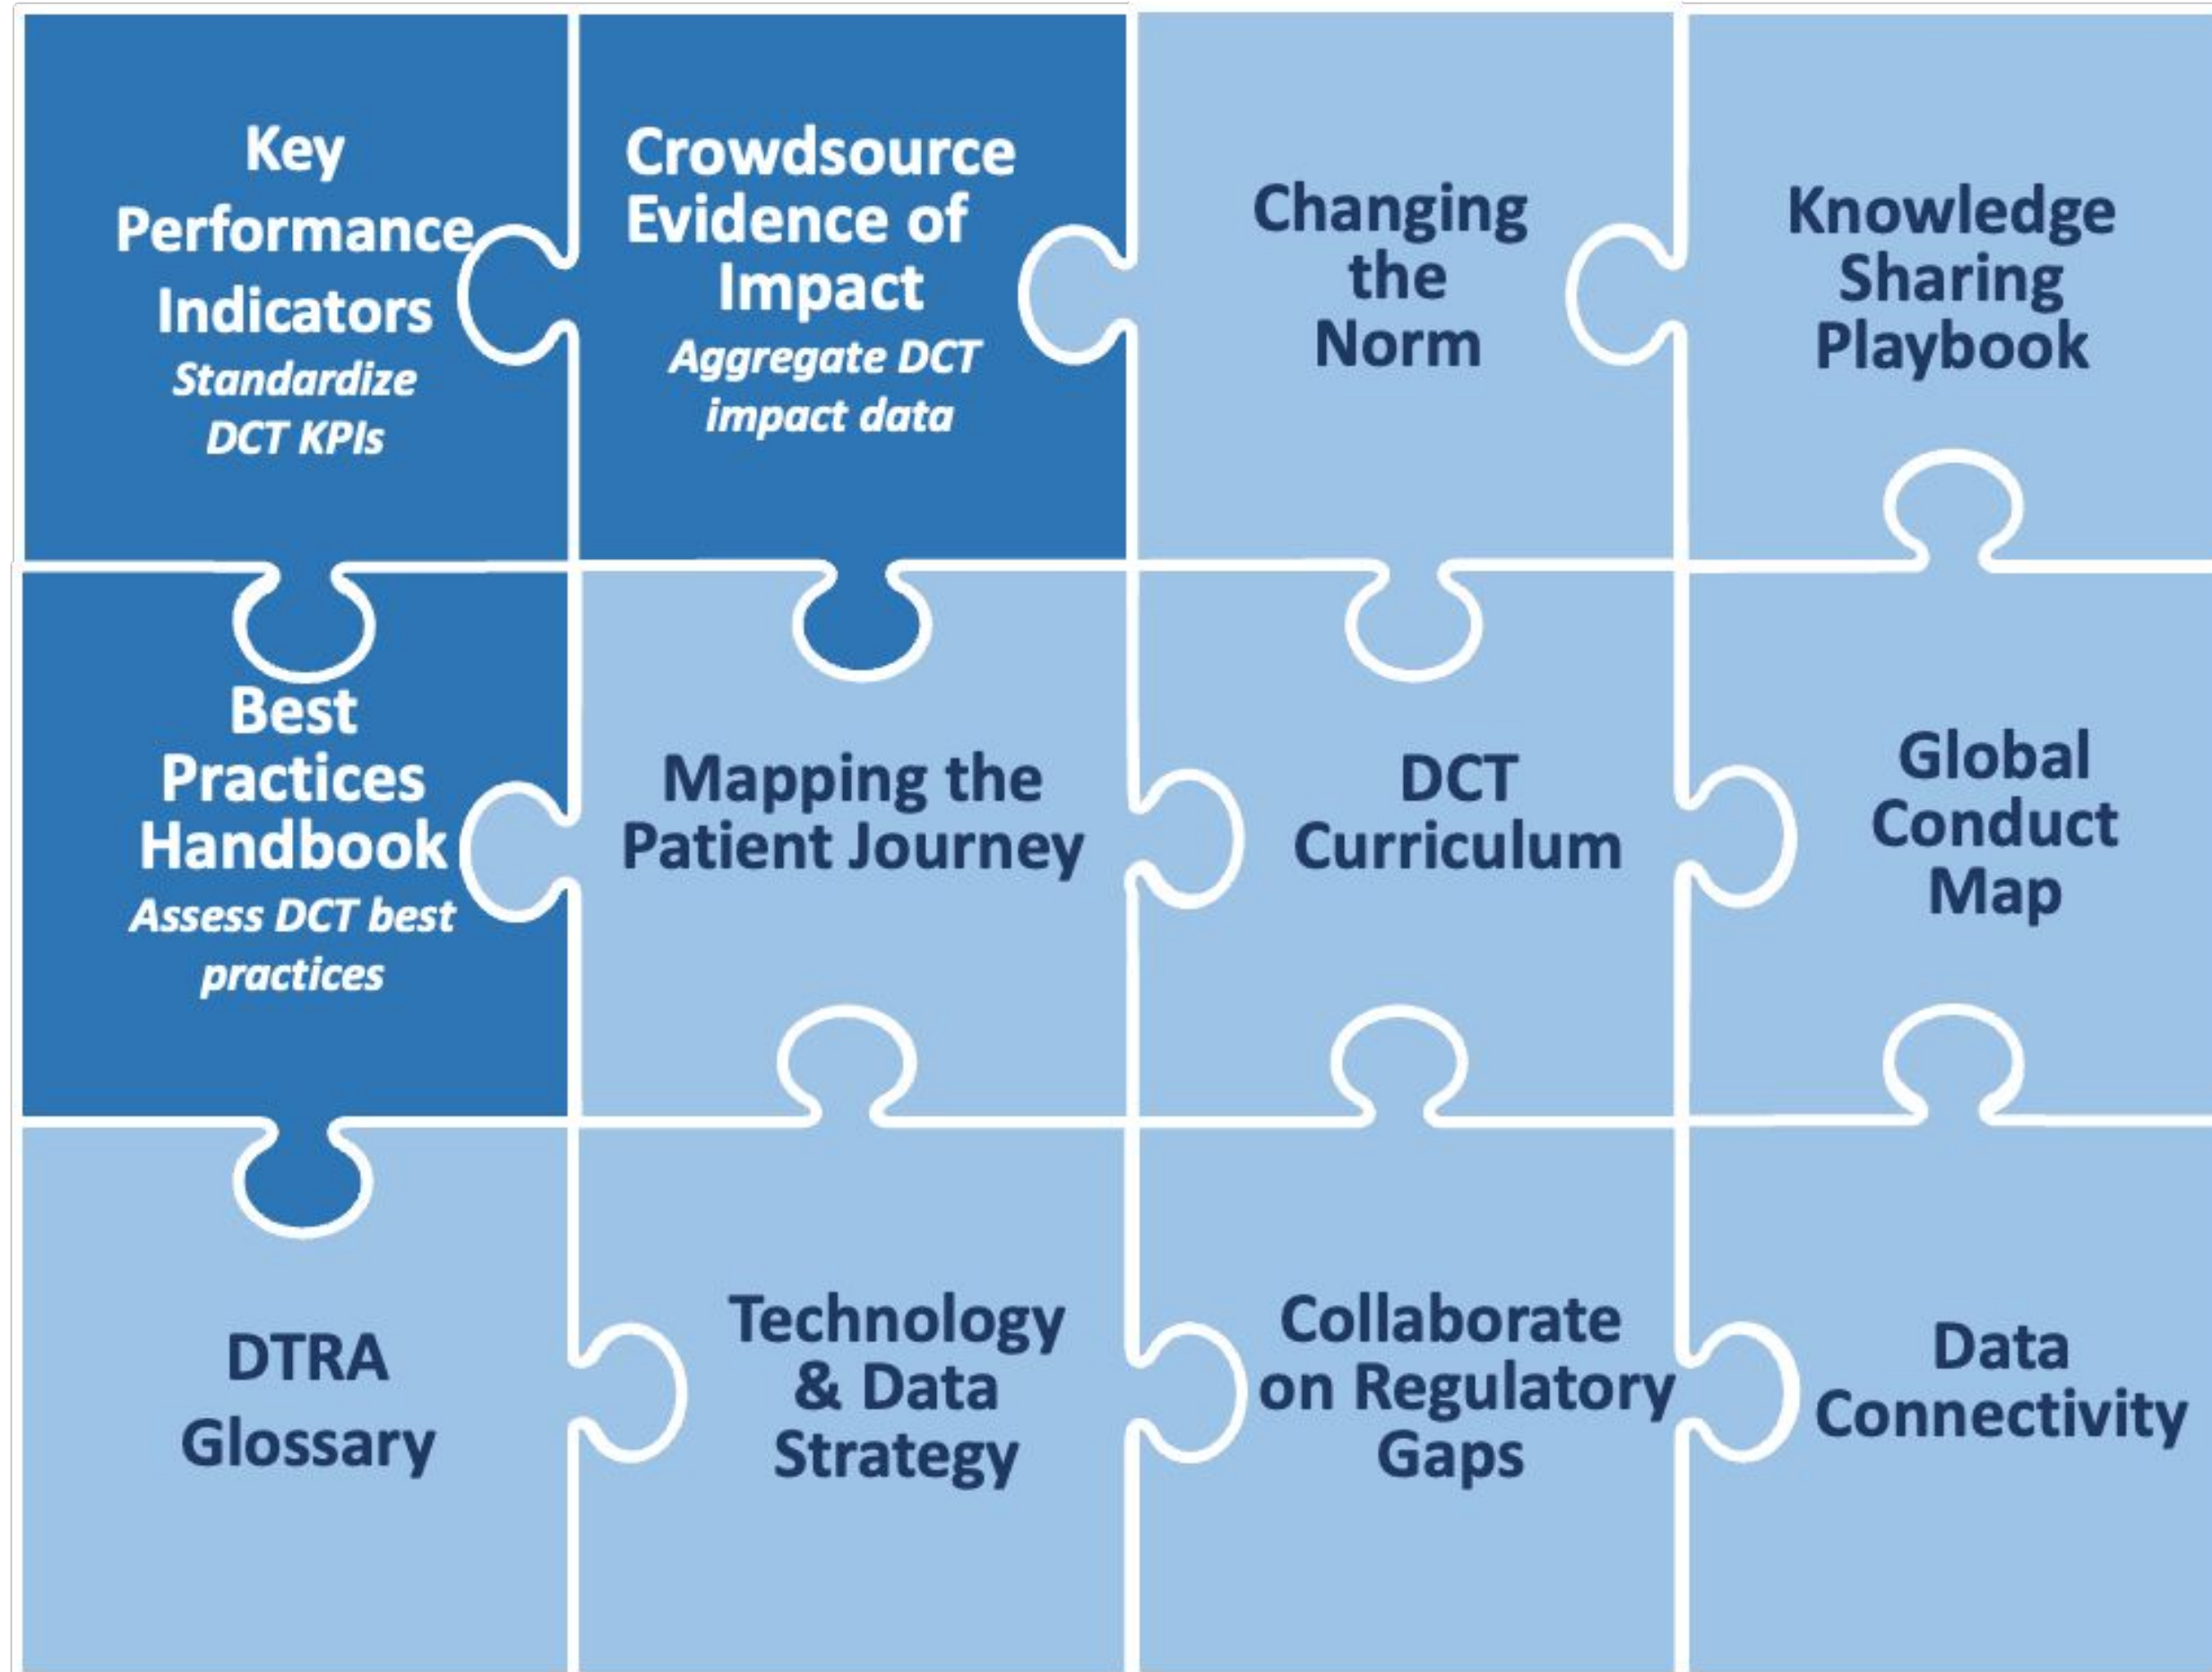 Key
Performance
Indicators
Standardize
DCT KPIs
Crowdsource
Evidence of
Impact
Aggregate DCT
impact data
Changing
the
Norm
Knowledge
Sharing
Playbook
Best
Practices
Handbook
Assess DCT best
practices
Mapping the
Patient Journey
DCT
Curriculum
Global
Conduct
Map
DTRA
Glossary
Technology
& Data
Strategy
Collaborate
on Regulatory
Gaps
Data
Connectivity